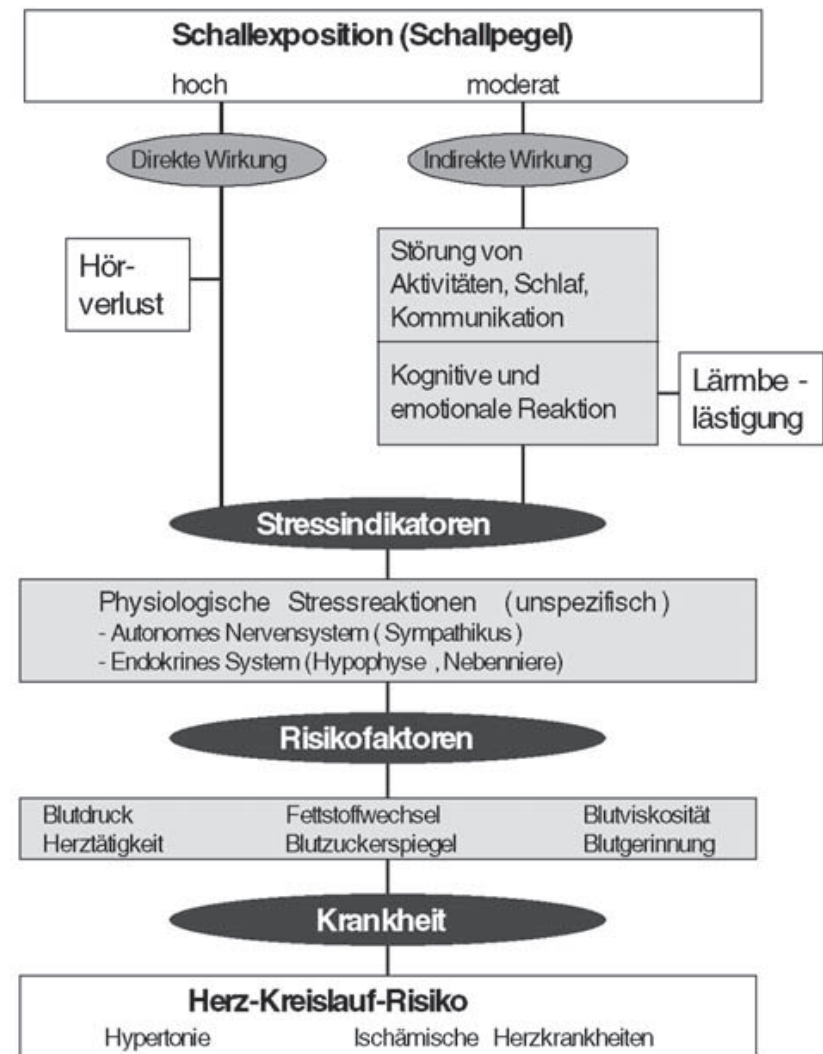 Schallexposition (Schallpegel)
hoch moderat
Direkte Wirkung Indirekte Wirkung
Hör-
verlust
Störung von
Aktivitäten, Schlaf,
Kommunikation
Kognitive und
emotionale Reaktion
Lärmbe -
lästigung
Stressindikatoren
Physiologische Stressreaktionen (unspezifisch)
- Autonomes Nervensystem (Sympathikus)
- Endokrines System (Hypophyse , Nebenniere)
Risikofaktoren
Blutdruck Fettstoffwechsel Blutviskosität
Herztätigkeit Blutzuckerspiegel Blutgerinnung
Krankheit
Herz-Kreislauf-Risiko
Hypertonie Ischämische Herzkrankheiten